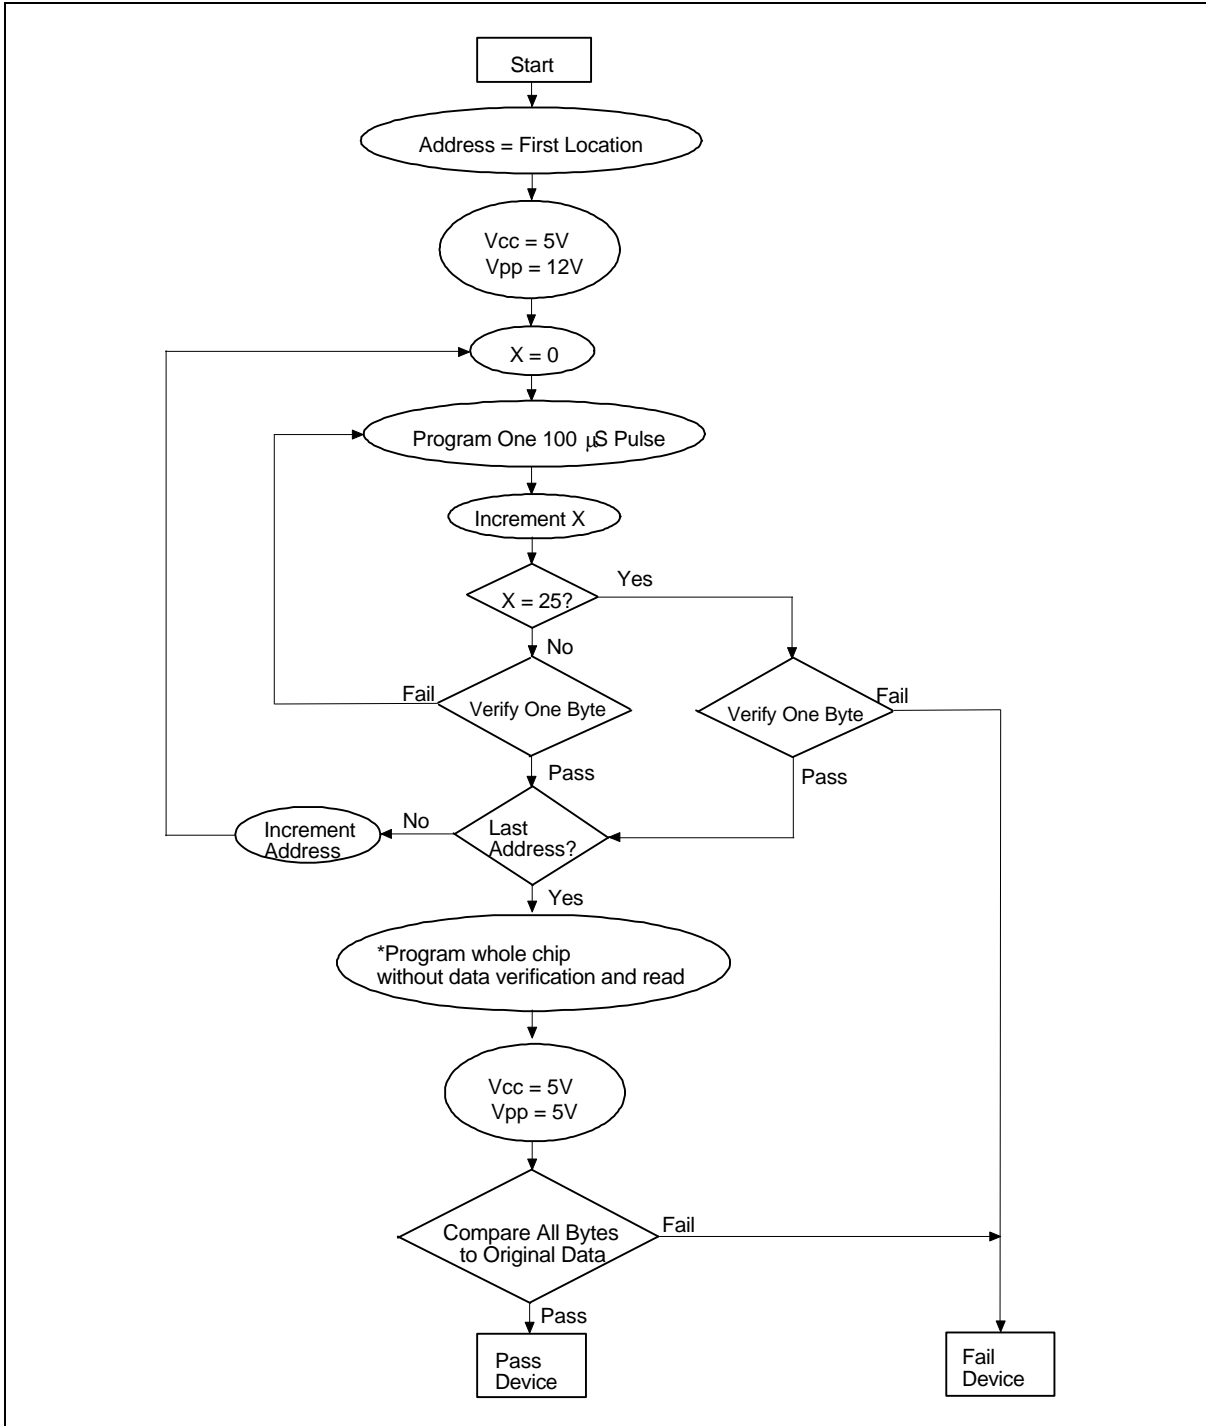 Start
Address = First Location
Vcc = 5V
Vpp = 12V
X = 0
Program One 100 µS Pulse
Increment X
X = 25?
Yes
No
Fail
Verify One Byte
Fail
Verify One Byte
Pass
Pass
Increment
Address
No
Last
Address?
Yes
*Program whole chip
without data verification and read
Vcc = 5V
Vpp = 5V
Compare All Bytes
to Original Data
Fail
Pass
Pass
Device
Fail
Device